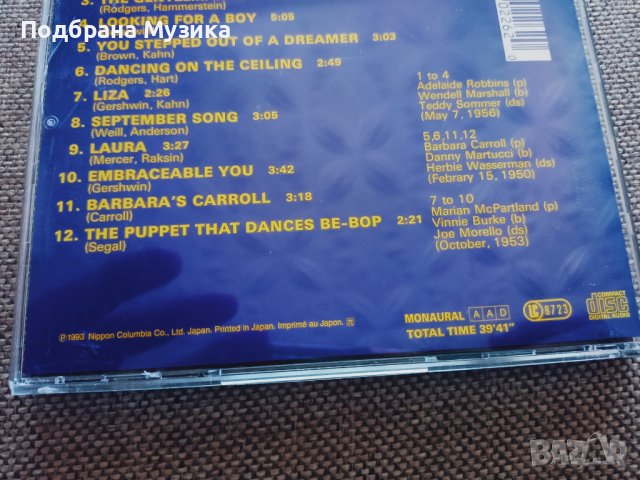 Подбрана Музика
3. THE
(Rodgers, Hammerstein)
4. LOOKING FOR A BOY 5:05
5. YOU STEPPED OUT OF A DREAMER 3:03
(Brown, Kahn)
6. DANCING ON THE CEILING 2:49
(Rodgers, Hart)
7. LIZA 2:26
(Gershwin, Kahn)
8. SEPTEMBER SONG 3:05
(Weill, Anderson)
9. LAURA 3:27
(Mercer, Raksin)
10. EMBRACEABLE YOU 3:42
(Gershwin)
11. BARBARA'S CARROLL 3:18
(Carroll)
12. THE PUPPET THAT DANCES BE-BOP 2:21
(Segal)
1 to 4
Adelaide Robbins (p)
Wendell Marshall (b)
Teddy Sommer (ds)
(May 7, 1956)
5,6,11,12
Barbara Carroll (p)
Danny Martucci (b)
Herbie Wasserman (ds)
(Febrary 15, 1950)
7 to 10
Marian McPartland (p)
Vinnie Burke (b)
Joe Morello (ds)
(October, 1953)
℗1993 Nippon Columbia Co., Ltd. Japan. Printed in Japan. Imprimé au Japon.
MONAURAL AAD
TOTAL TIME 39'41"
8723
COMPACT
disc
DIGITAL AUDIO
BAZAR